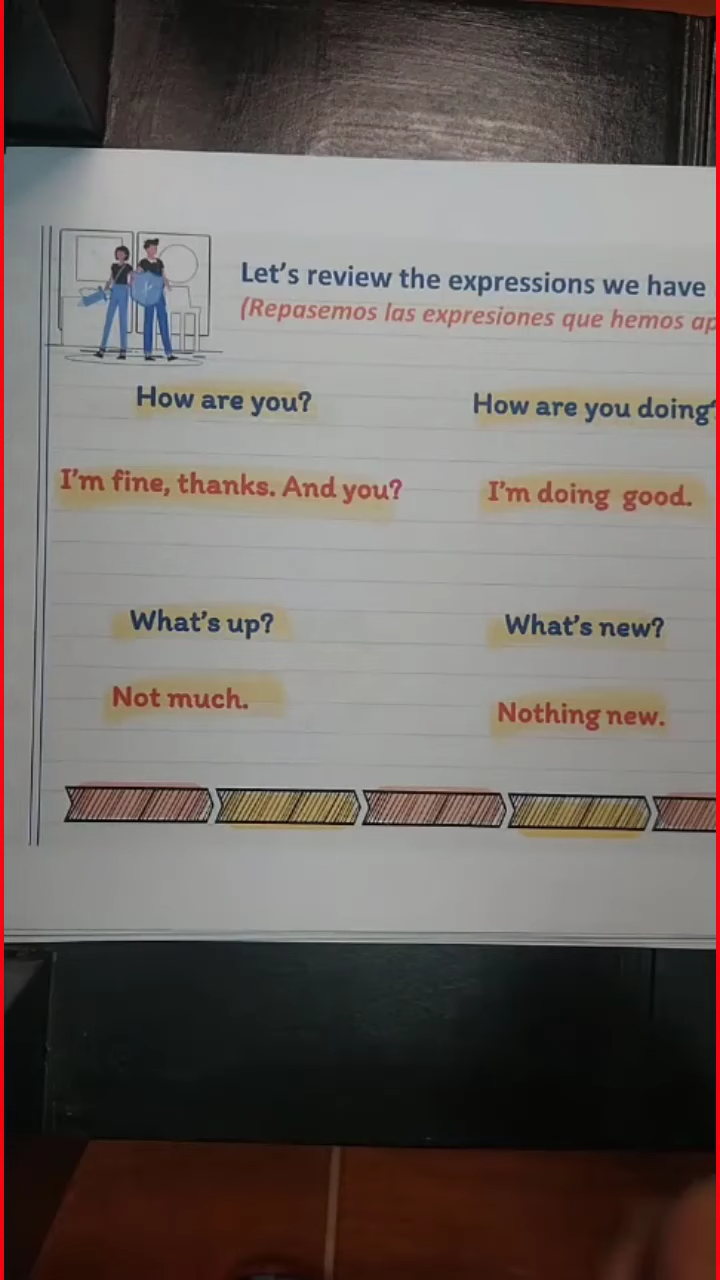 Let's review the expressions we have
(Repasemos las expresiones que hemos ap
How are you?
How are you doing?
I'm fine, thanks. And you?
I'm doing good.
What's up?
What's new?
Not much.
Nothing new.